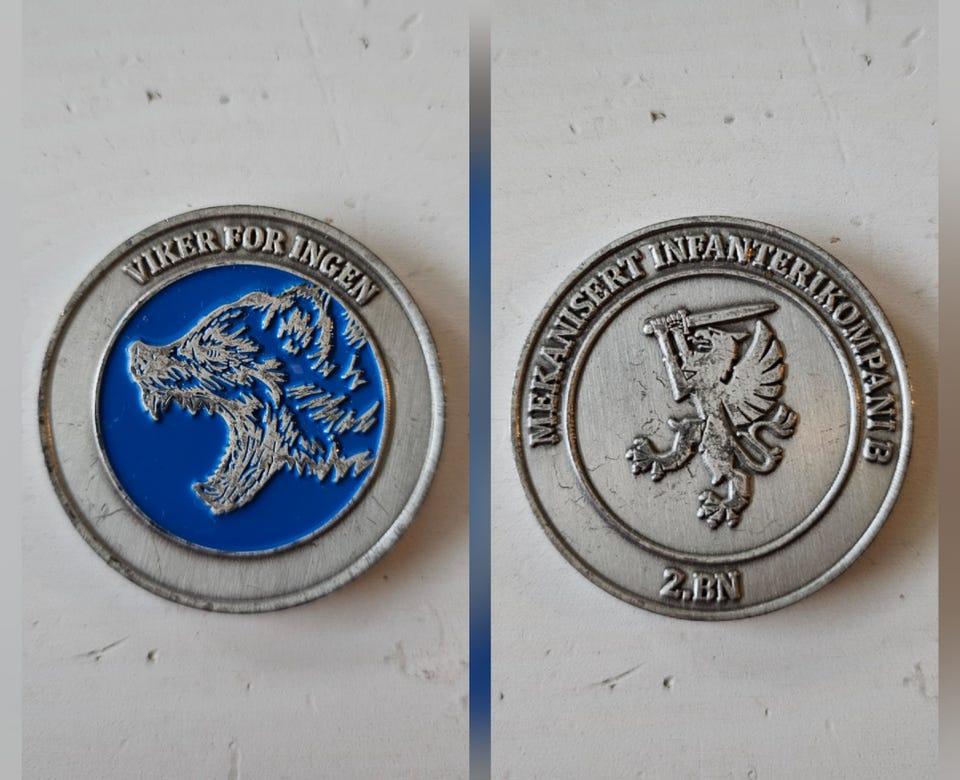 VIKER FOR INGEN
MEKANISERT INFANTERIKOMPANI B
2.BN